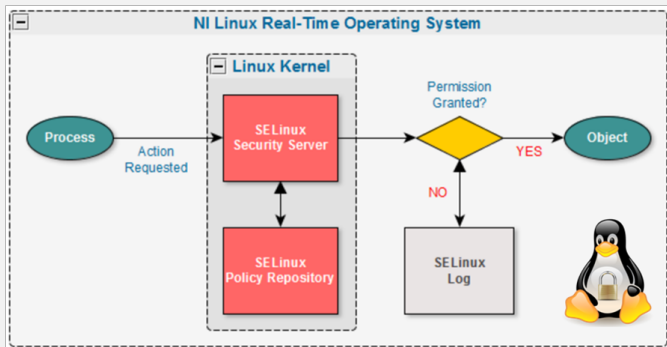 NI Linux Real-Time Operating System
Linux Kernel
Process
Action
Requested
SELinux
Security Server
Permission
Granted?
YES
Object
NO
SELinux
Policy Repository
SELinux
Log